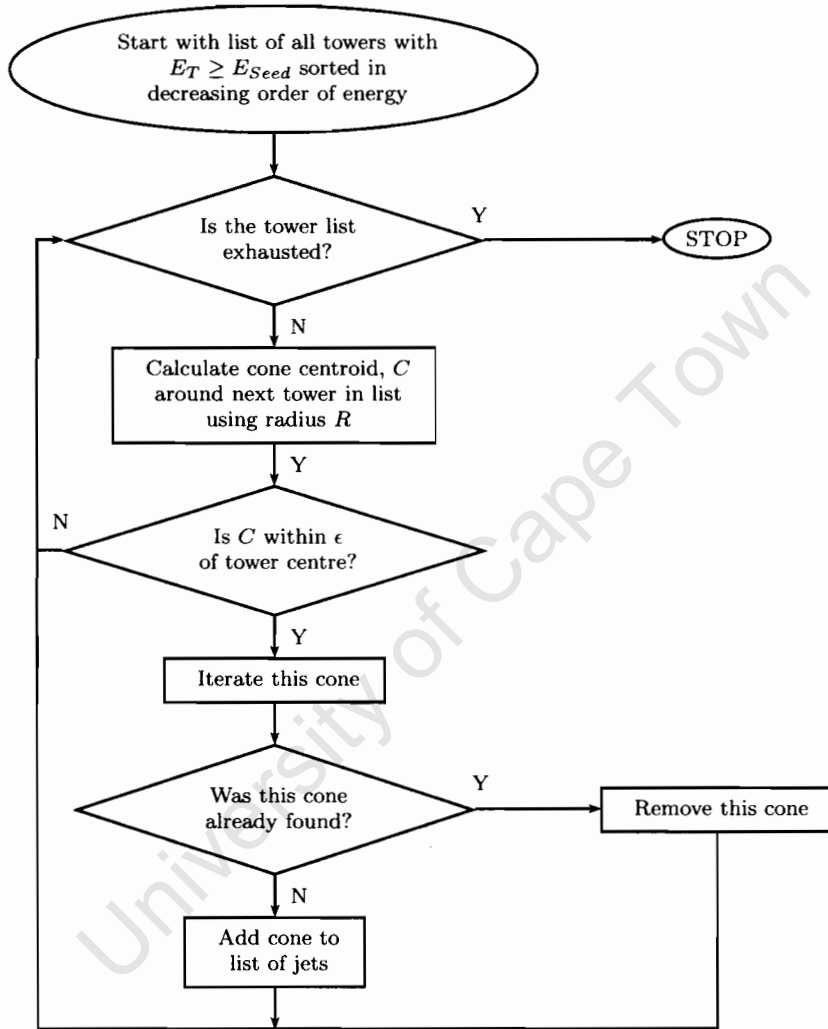 Start with list of all towers with
E_T ≥ E_Seed sorted in
decreasing order of energy
Is the tower list
exhausted?
Y
STOP
N
Calculate cone centroid, C
around next tower in list
using radius R
Y
N
Is C within ϵ
of tower centre?
Y
Iterate this cone
Was this cone
already found?
Y
Remove this cone
N
Add cone to
list of jets
University of Cape Town